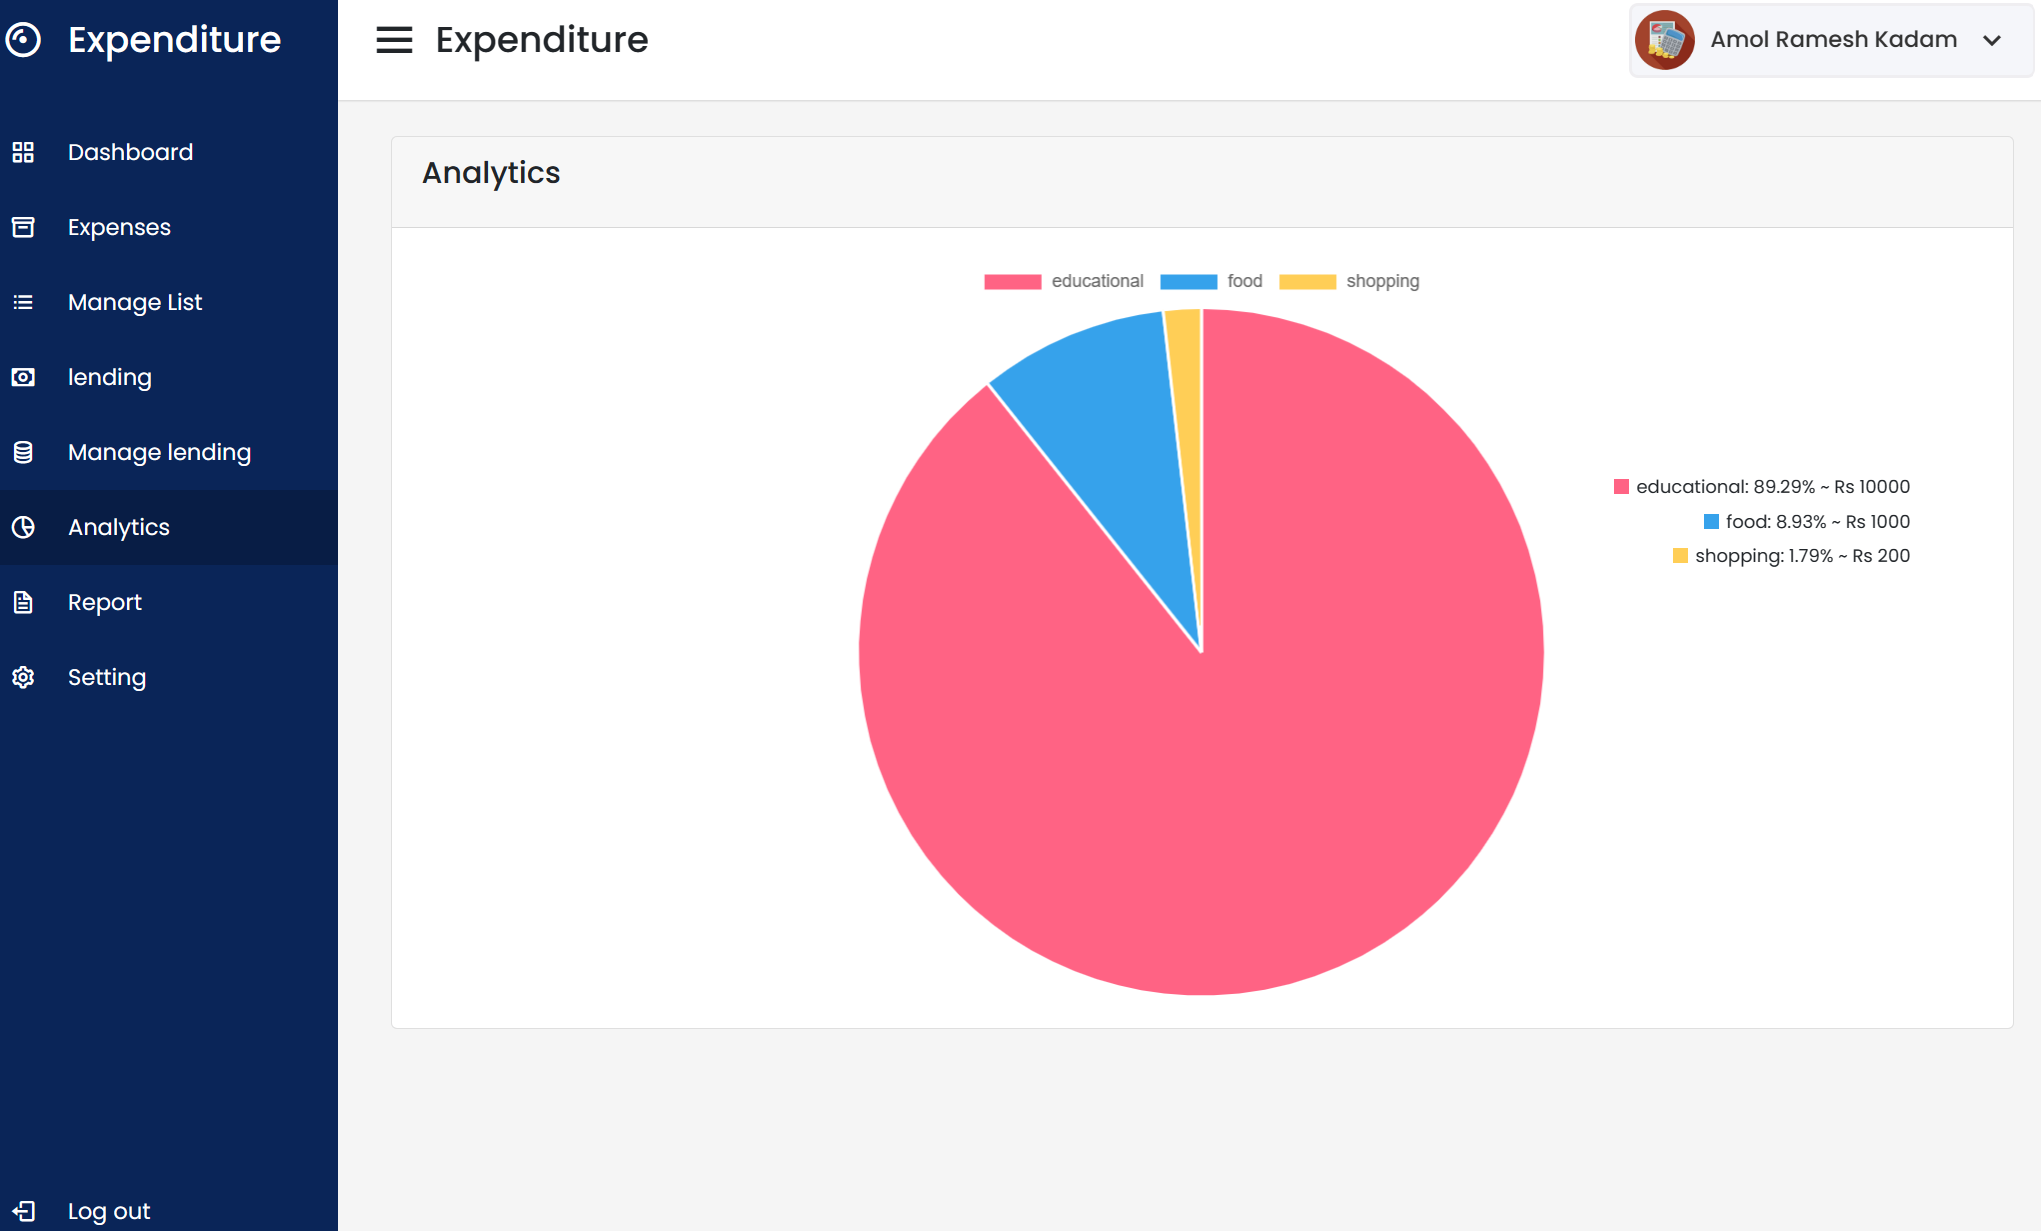 Expenditure
Dashboard
Expenses
Manage List
lending
Manage lending
Analytics
Report
Setting
Log out
Expenditure
Amol Ramesh Kadam
Analytics
educational food shopping
educational: 89.29% ~ Rs 10000
food: 8.93% ~ Rs 1000
shopping: 1.79% ~ Rs 200